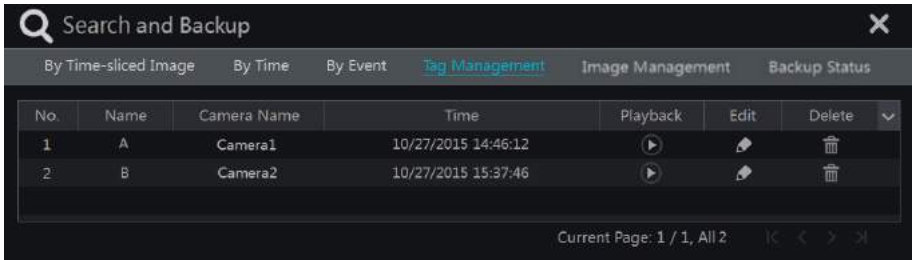 Search and Backup
By Time-sliced Image By Time By Event Tag Management Image Management Backup Status
No. Name Camera Name Time Playback Edit Delete
1 A Camera1 10/27/2015 14:46:12
2 B Camera2 10/27/2015 15:37:46
Current Page: 1 / 1, All 2